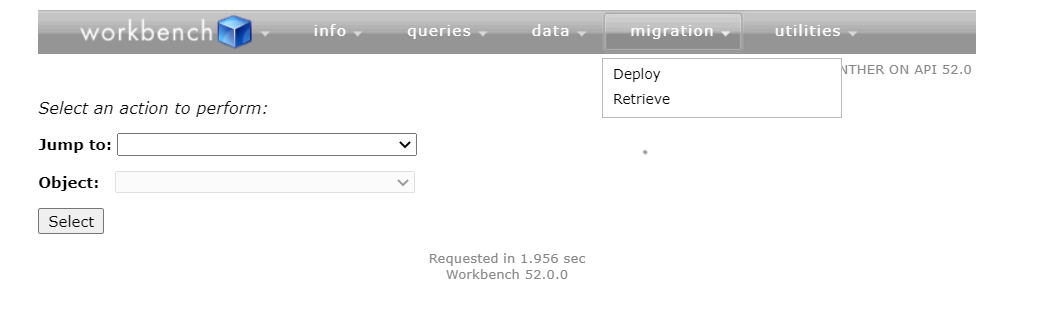 workbench info queries data migration utilities
Deploy
NTHER ON API 52.0
Retrieve
Select an action to perform:
Jump to:
Object:
Select
Requested in 1.956 sec
Workbench 52.0.0